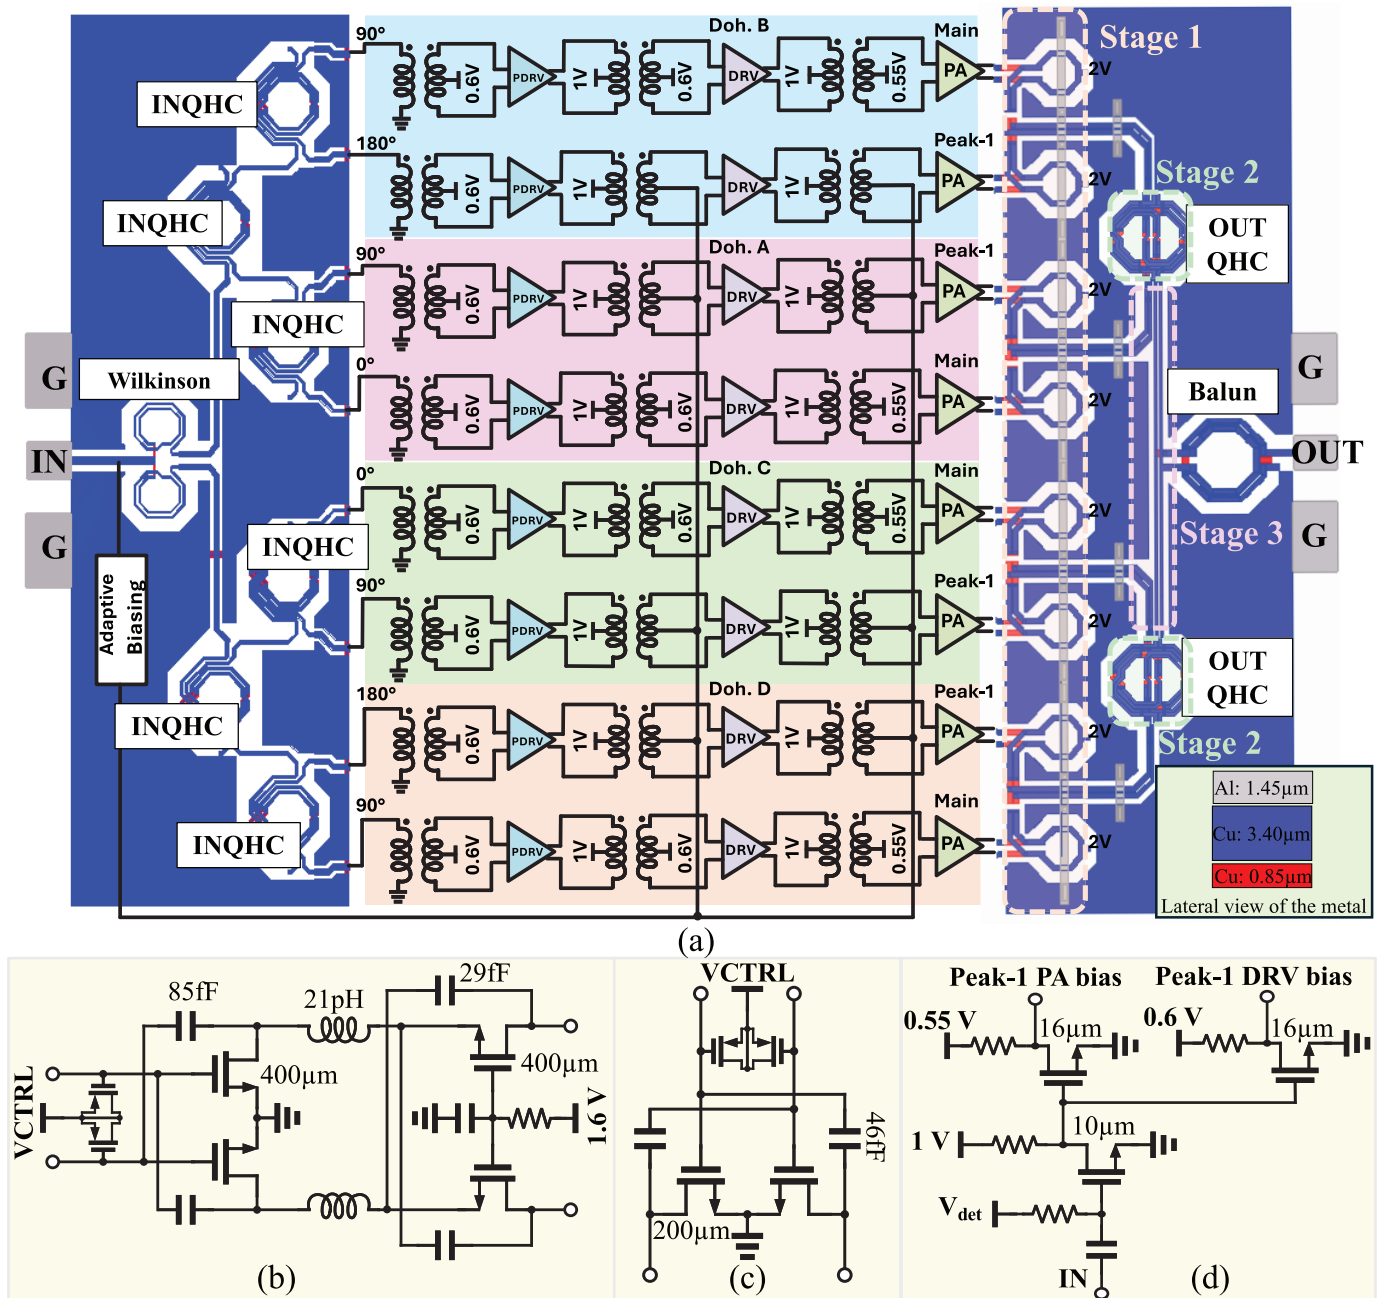 Doh. B
90°
INQHC
0.6V
PDRV
1V
0.6V
DRV
1V
0.55V
Main
PA
2V
Stage 1
180°
0.6V
PDRV
1V
DRV
1V
Peak-1
PA
2V
Stage 2
INQHC
OUT
QHC
Doh. A
90°
0.6V
PDRV
1V
DRV
1V
Peak-1
PA
2V
INQHC
G
Wilkinson
0°
0.6V
PDRV
1V
0.6V
DRV
1V
0.55V
Main
PA
2V
Balun
G
IN
OUT
Doh. C
0°
0.6V
PDRV
1V
0.6V
DRV
1V
0.55V
Main
PA
2V
G
INQHC
Stage 3
G
Adaptive
Biasing
90°
0.6V
PDRV
1V
DRV
1V
Peak-1
PA
2V
OUT
QHC
Doh. D
180°
0.6V
PDRV
1V
DRV
1V
Peak-1
PA
2V
INQHC
Stage 2
90°
0.6V
PDRV
1V
0.6V
DRV
1V
0.55V
Main
PA
2V
INQHC
Al: 1.45µm
Cu: 3.40µm
Cu: 0.85µm
Lateral view of the metal
(a)
85fF
21pH
29fF
400µm
400µm
VCTRL
1.6 V
(b)
VCTRL
46fF
200µm
(c)
Peak-1 PA bias
Peak-1 DRV bias
0.55 V
16µm
0.6 V
16µm
1 V
10µm
Vdet
IN
(d)